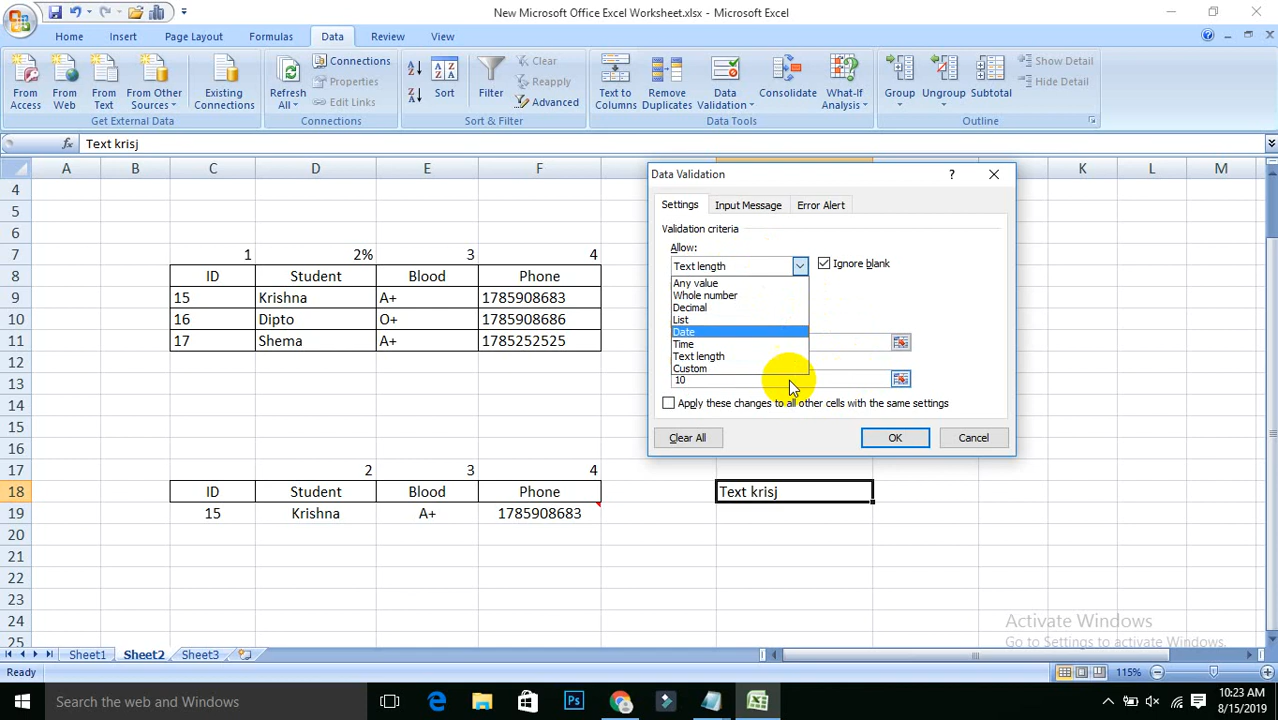 New Microsoft Office Excel Worksheet.xlsx - Microsoft Excel
Home Insert Page Layout Formulas Data Review View
From Access
From Web
From Text
From Other Sources
Existing Connections
Get External Data
Refresh All
Connections
Properties
Edit Links
Connections
Sort
Filter
Clear
Reapply
Advanced
Sort & Filter
Text to Columns
Remove Duplicates
Data Validation
Consolidate
What-If Analysis
Data Tools
Group
Ungroup
Subtotal
Show Detail
Hide Detail
Outline
fx Text krisj
A B C D E F K L M
4
5
6
7 1 2% 3 4
8 ID Student Blood Phone
9 15 Krishna A+ 1785908683
10 16 Dipto O+ 1785908686
11 17 Shema A+ 1785252525
12
13
14
15
16
17 2 3 4
18 ID Student Blood Phone Text krisj
19 15 Krishna A+ 1785908683
20
21
22
23
24
25
Data Validation ?
Settings Input Message Error Alert
Validation criteria
Allow:
Text length Ignore blank
Any value
Whole number
Decimal
List
Date
Time
Text length
Custom
10
Apply these changes to all other cells with the same settings
Clear All OK Cancel
Activate Windows
Go to Settings to activate Windows.
Sheet1 Sheet2 Sheet3
Ready 115%
Search the web and Windows
10:23 AM
8/15/2019